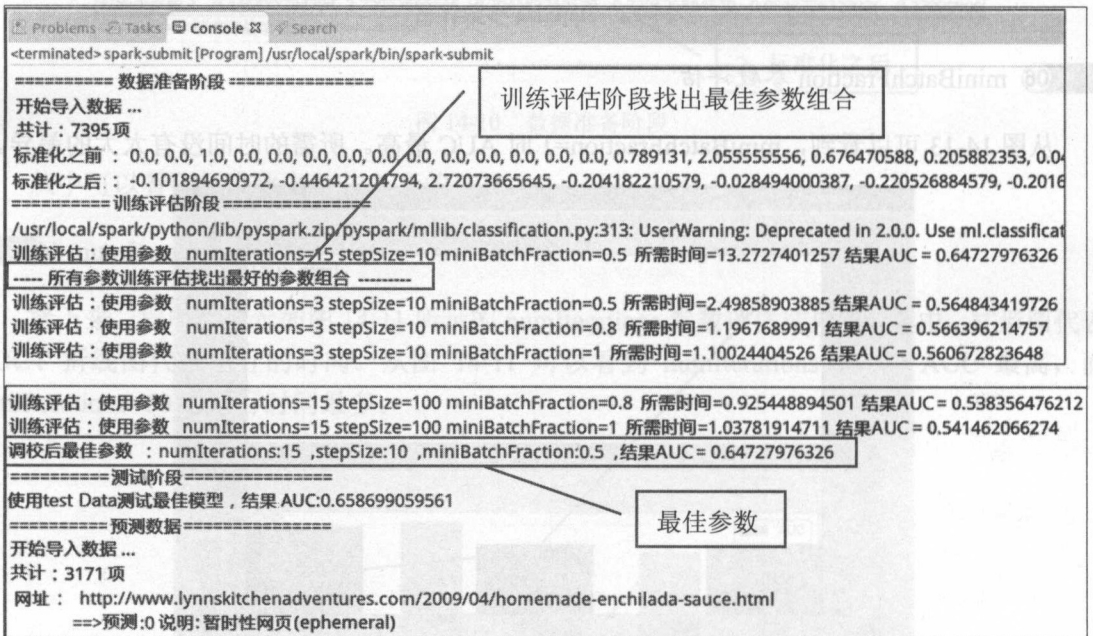 Problems Tasks Console Search
<terminated> spark-submit [Program] /usr/local/spark/bin/spark-submit
========== 数据准备阶段 ===============
开始导入数据 ...
共计：7395 项
训练评估阶段找出最佳参数组合
标准化之前： 0.0, 0.0, 1.0, 0.0, 0.0, 0.0, 0.0, 0.0, 0.0, 0.0, 0.0, 0.0, 0.0, 0.0, 0.789131, 2.055555556, 0.676470588, 0.205882353, 0.04
标准化之后： -0.101894690972, -0.446421204794, 2.72073665645, -0.204182210579, -0.028494000387, -0.220526884579, -0.2016
========== 训练评估阶段 ===============
/usr/local/spark/python/lib/pyspark.zip/pyspark/mllib/classification.py:313: UserWarning: Deprecated in 2.0.0. Use ml.classificat
训练评估：使用参数 numIterations=15 stepSize=10 miniBatchFraction=0.5 所需时间=13.2727401257 结果AUC = 0.64727976326
----- 所有参数训练评估找出最好的参数组合 ---------
训练评估：使用参数 numIterations=3 stepSize=10 miniBatchFraction=0.5 所需时间=2.49858903885 结果AUC = 0.564843419726
训练评估：使用参数 numIterations=3 stepSize=10 miniBatchFraction=0.8 所需时间=1.1967689991 结果AUC = 0.566396214757
训练评估：使用参数 numIterations=3 stepSize=10 miniBatchFraction=1 所需时间=1.10024404526 结果AUC = 0.560672823648
训练评估：使用参数 numIterations=15 stepSize=100 miniBatchFraction=0.8 所需时间=0.925448894501 结果AUC = 0.538356476212
训练评估：使用参数 numIterations=15 stepSize=100 miniBatchFraction=1 所需时间=1.03781914711 结果AUC = 0.541462066274
调校后最佳参数 ：numIterations:15 ,stepSize:10 ,miniBatchFraction:0.5 ,结果AUC = 0.64727976326
========== 测试阶段 ===============
使用test Data测试最佳模型，结果 AUC:0.658699059561
最佳参数
========== 预测数据 ===============
开始导入数据 ...
共计：3171 项
网址： http://www.lynnskitchenadventures.com/2009/04/homemade-enchilada-sauce.html
==>预测:0 说明: 暂时性网页(ephemeral)